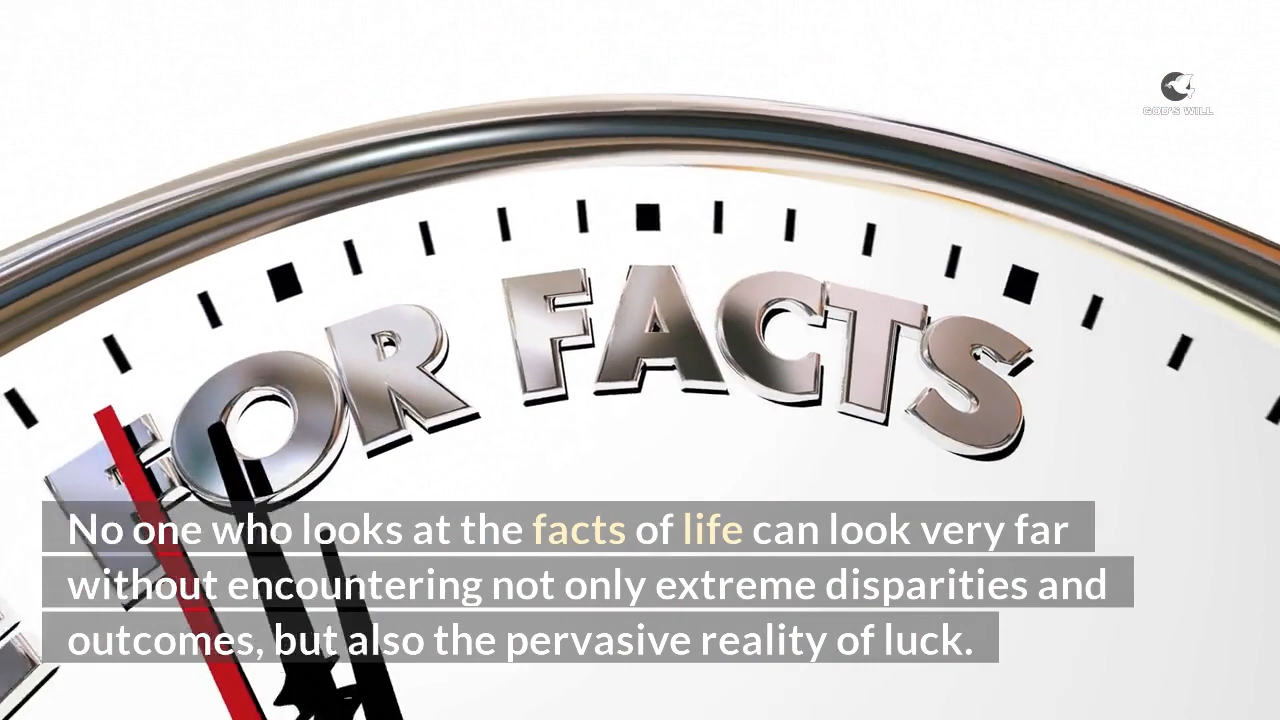 GOD'S WILL
FOR FACTS
No one who looks at the facts of life can look very far
without encountering not only extreme disparities and
outcomes, but also the pervasive reality of luck.